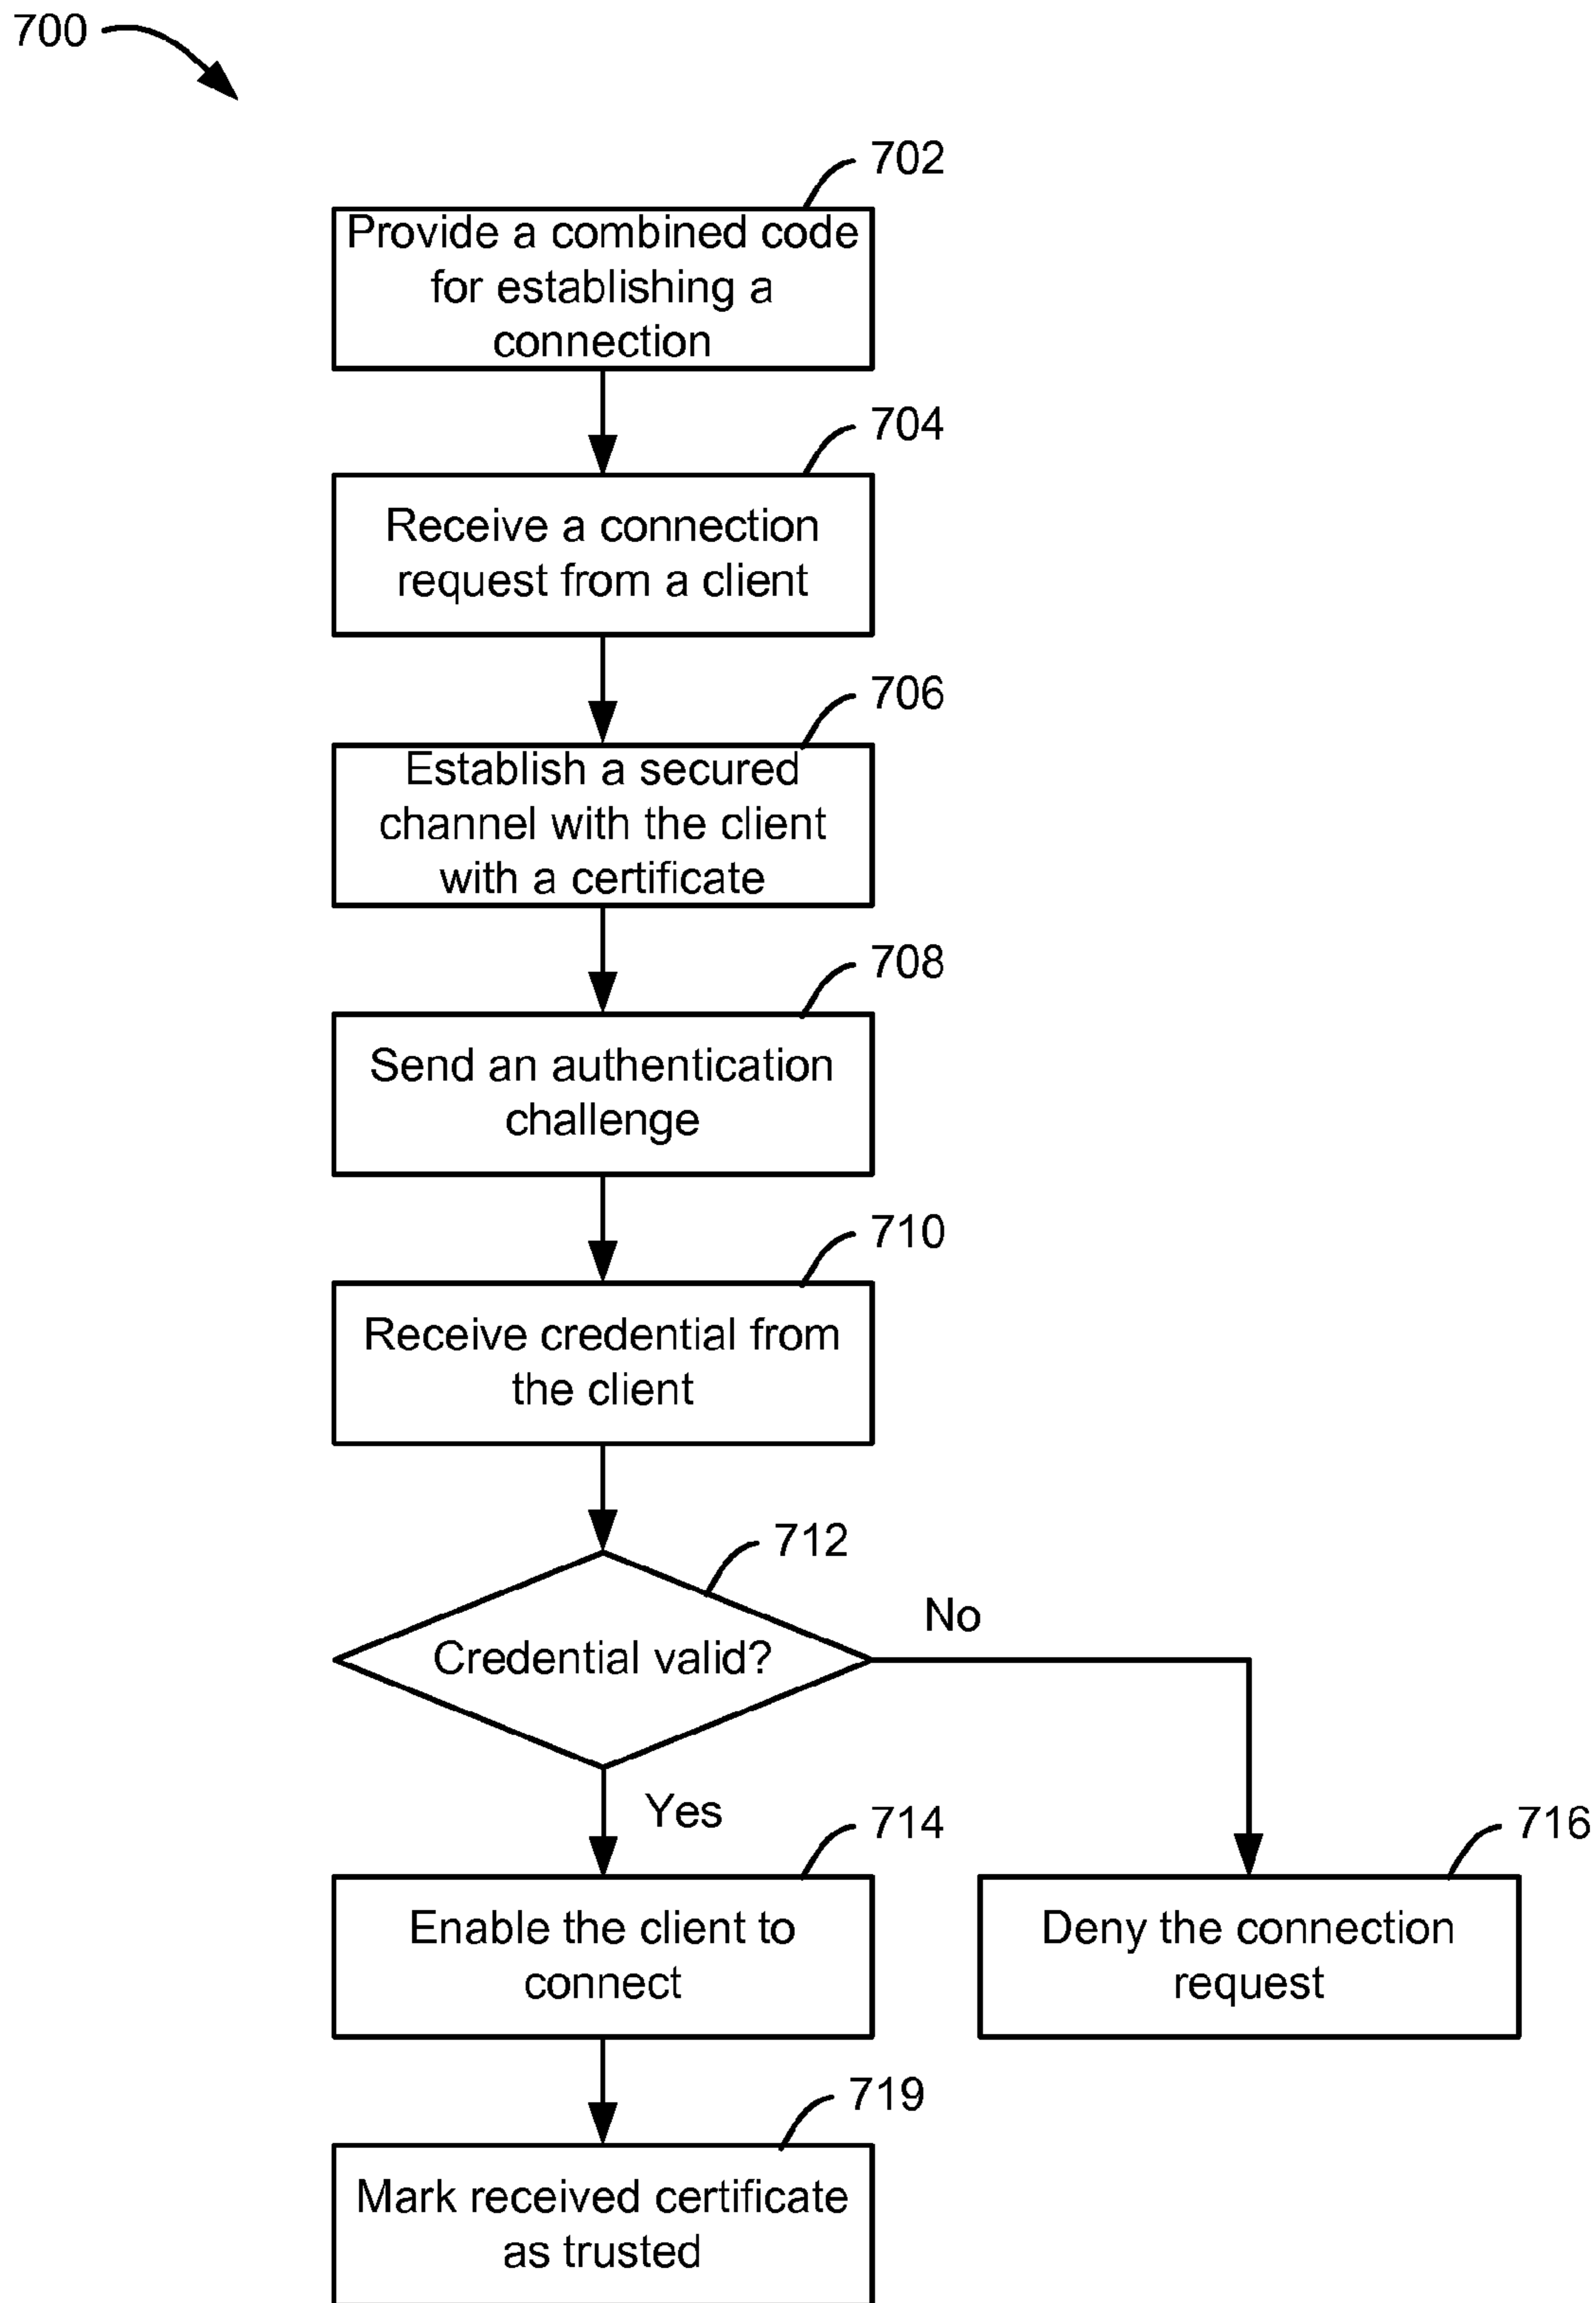 700
702
Provide a combined code
for establishing a
connection
704
Receive a connection
request from a client
706
Establish a secured
channel with the client
with a certificate
708
Send an authentication
challenge
710
Receive credential from
the client
712
Credential valid?
No
Yes
714
Enable the client to
connect
716
Deny the connection
request
719
Mark received certificate
as trusted